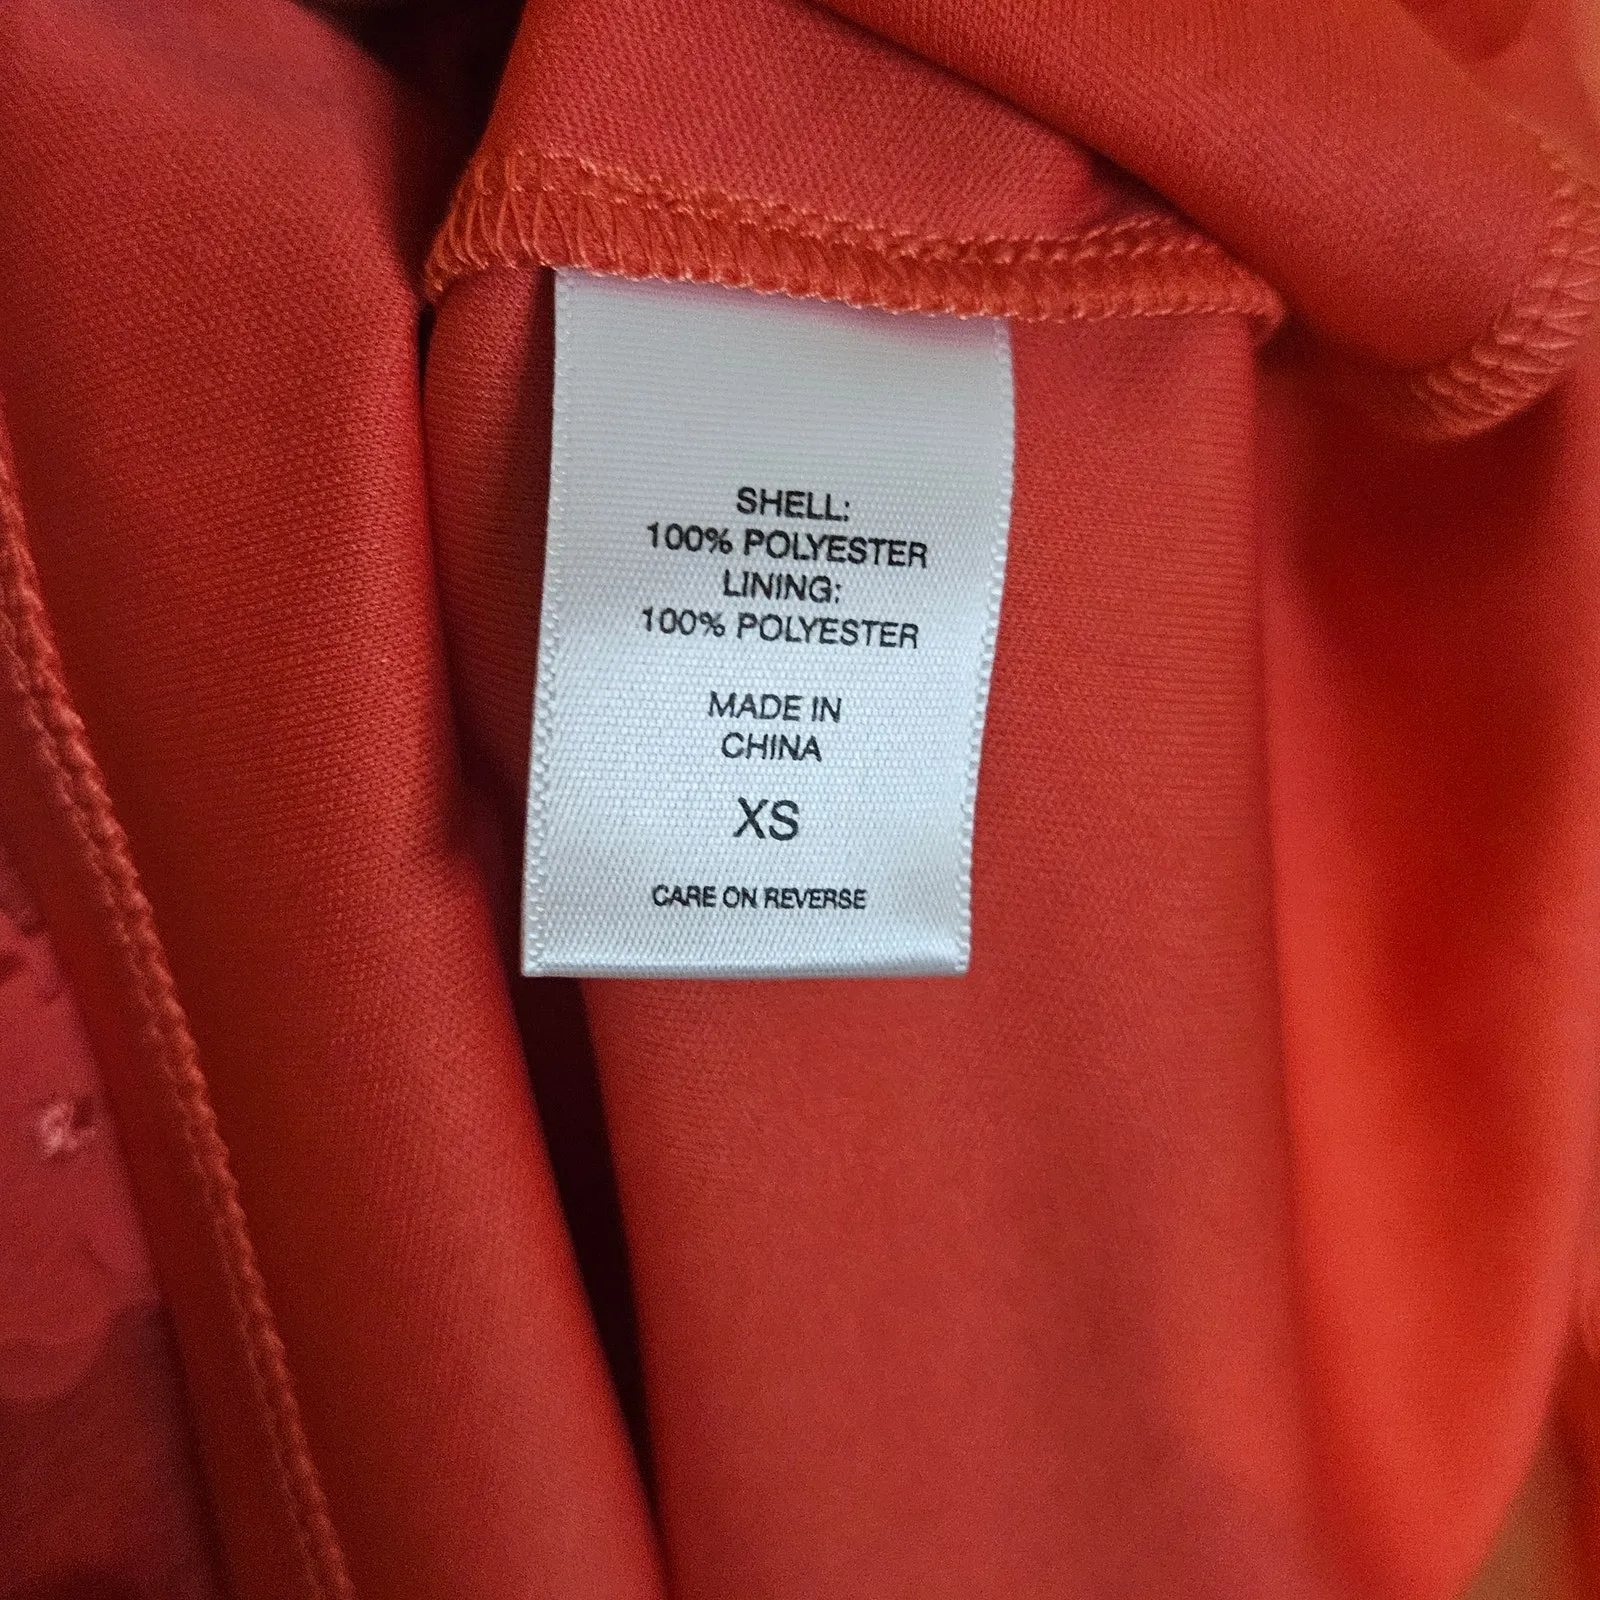 SHELL:
100% POLYESTER
LINING:
100% POLYESTER
MADE IN
CHINA
XS
CARE ON REVERSE